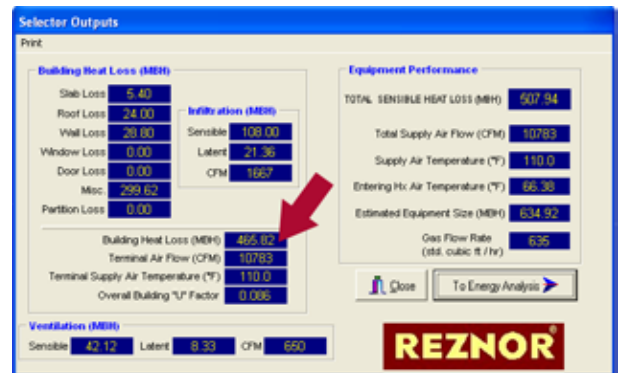 Selector Outputs
Print
Building Heat Loss (MBH)
Slab Loss 5.40
Roof Loss 24.00
Wall Loss 28.80
Window Loss 0.00
Door Loss 0.00
Misc. 299.62
Partition Loss 0.00
Infiltration (MBH)
Sensible 108.00
Latent 21.36
CFM 1667
Building Heat Loss (MBH) 465.82
Terminal Air Flow (CFM) 10783
Terminal Supply Air Temperature (°F) 110.0
Overall Building "U" Factor 0.086
Ventilation (MBH)
Sensible 42.12 Latent 8.33 CFM 650
Equipment Performance
TOTAL SENSIBLE HEAT LOSS (MBH) 507.94
Total Supply Air Flow (CFM) 10783
Supply Air Temperature (°F) 110.0
Entering Hx Air Temperature (°F) 66.38
Estimated Equipment Size (MBH) 634.92
Gas Flow Rate 635
(std. cubic ft / hr)
Close To Energy Analysis
REZNOR®